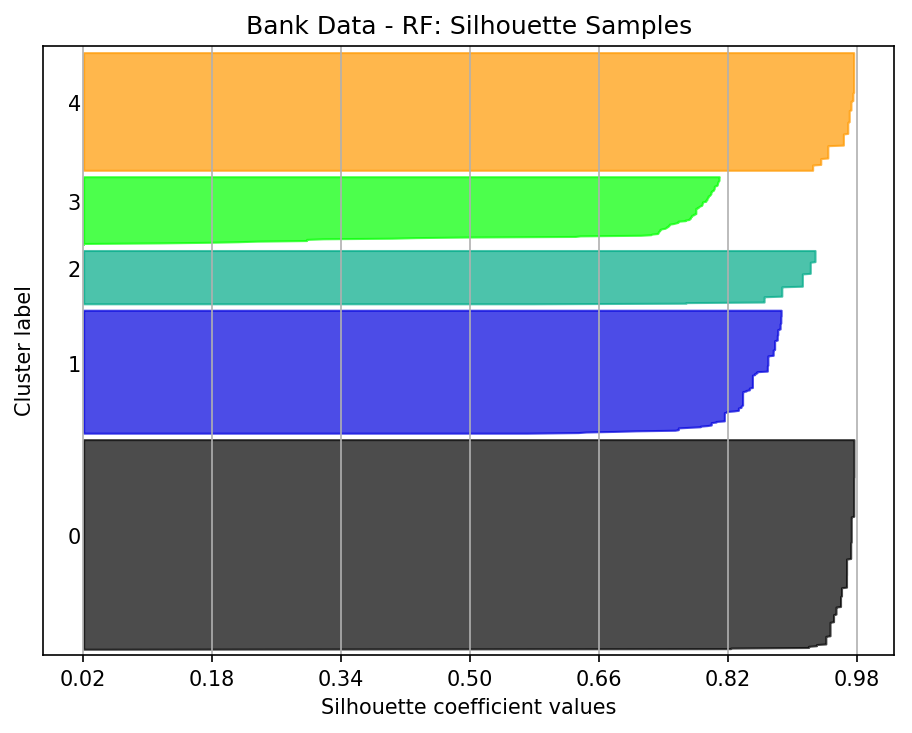 Bank Data - RF: Silhouette Samples
4
3
2
1
0
Cluster label
0.02 0.18 0.34 0.50 0.66 0.82 0.98
Silhouette coefficient values